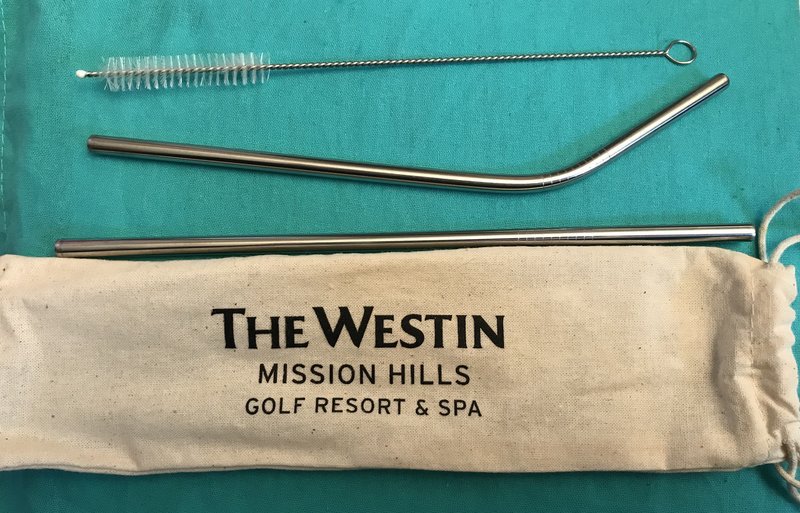 THE WESTIN
MISSION HILLS
GOLF RESORT & SPA